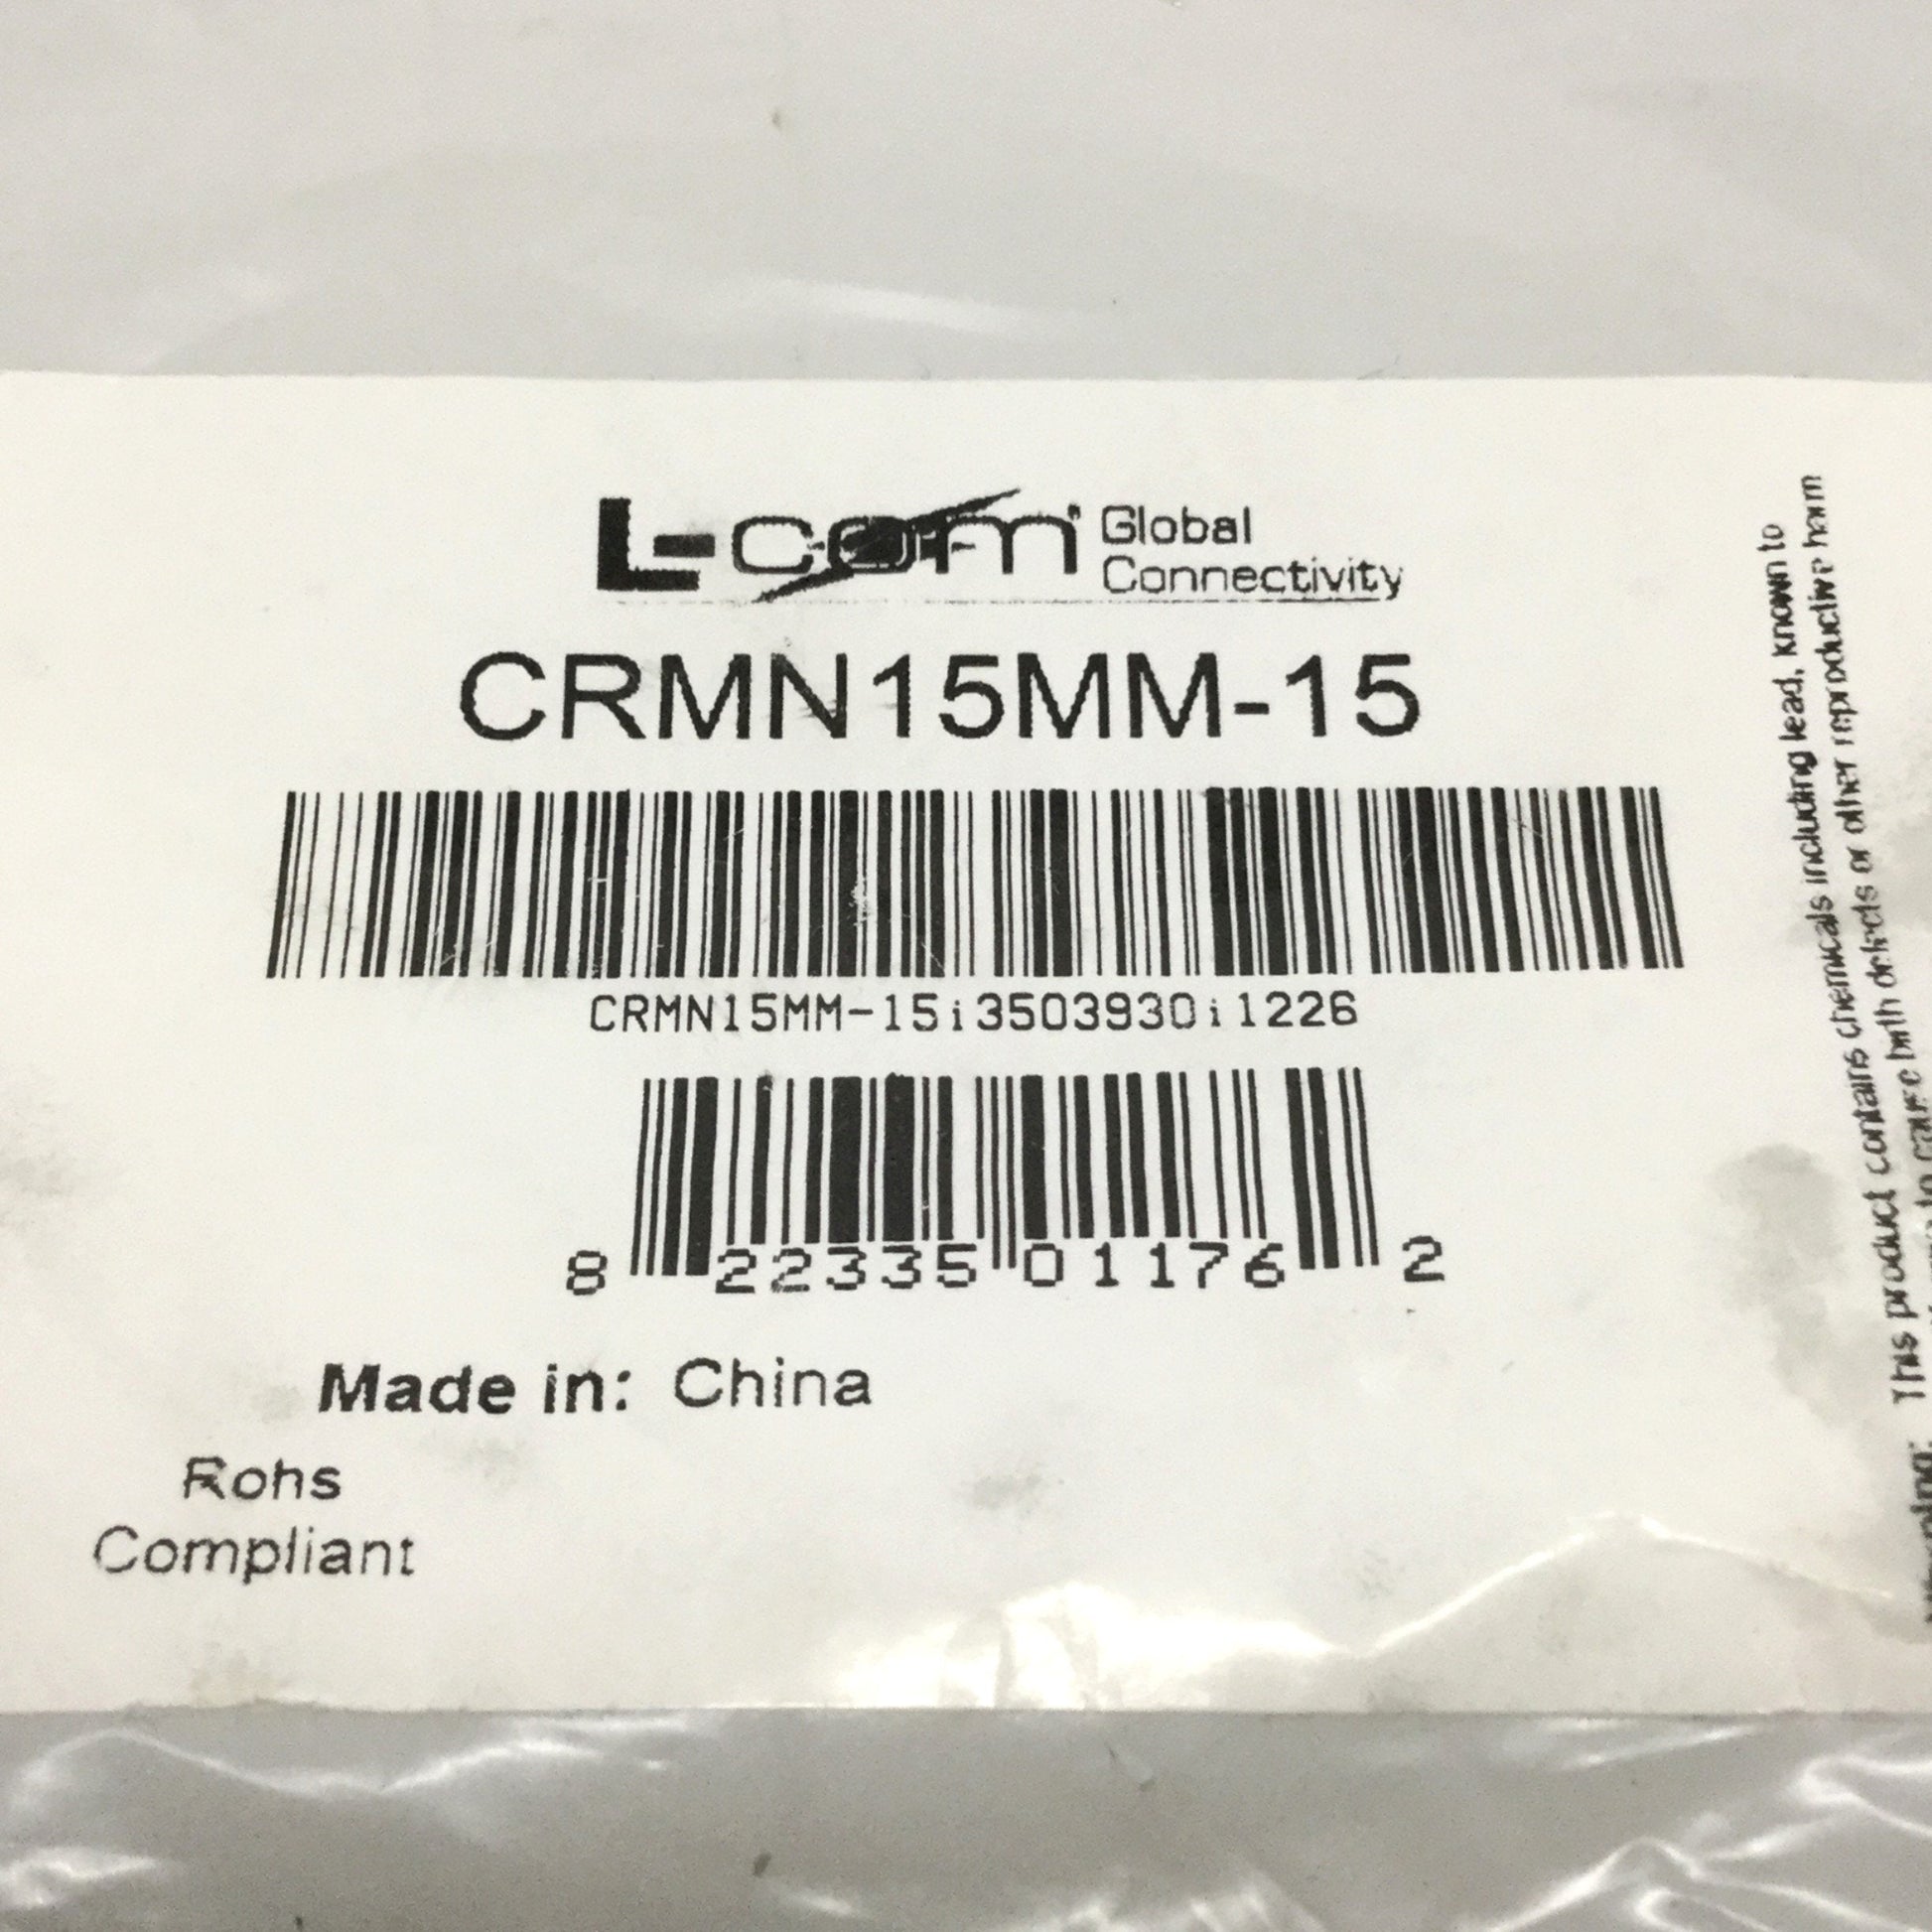 L-com Global
Connectivity
CRMN15MM-15
CRMN15MM-15i3503930i1226
8 22335 01176 2
Made in: China
Rohs
Compliant
This product contains chemicals including lead, known to
to cause birth defects or other reproductive harm